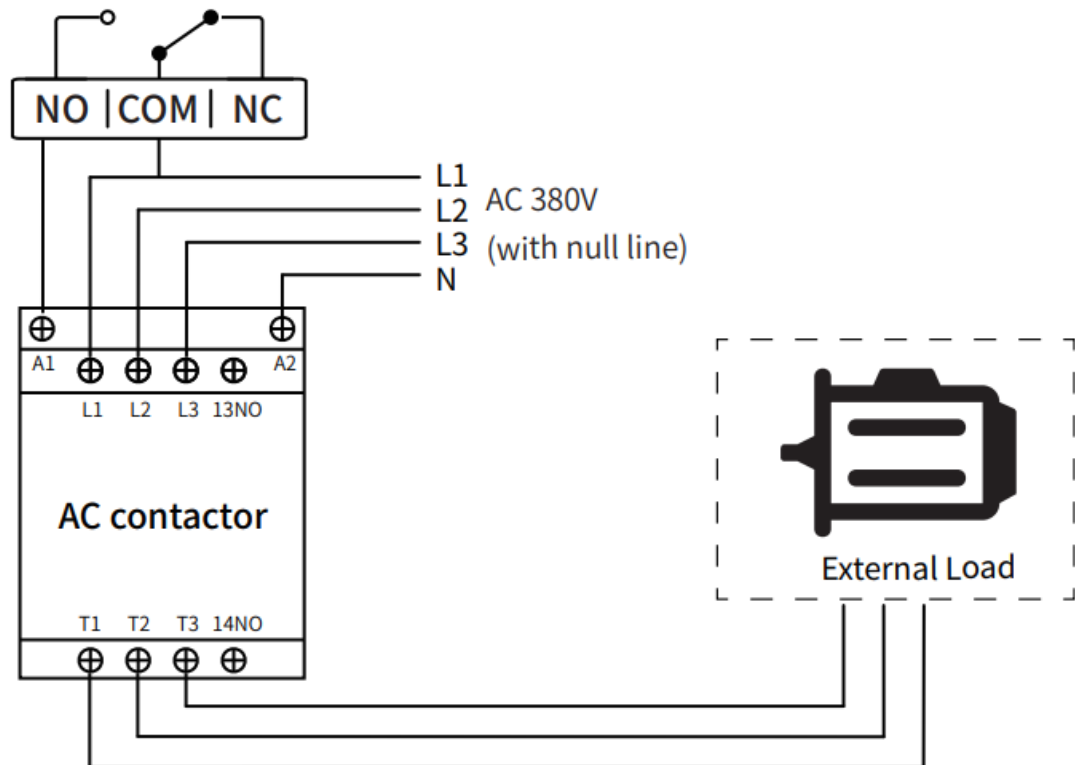 NO | COM | NC
L1
L2
L3
N
AC 380V
(with null line)
A1
A2
L1 L2 L3 13NO
AC contactor
External Load
T1 T2 T3 14NO